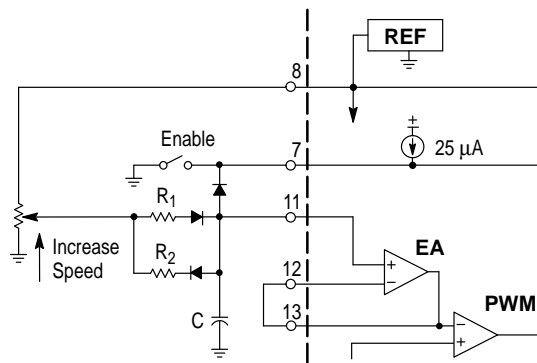 REF
8
Enable
7
25 μA
R1
11
Increase
Speed
R2
EA
12
PWM
13
C